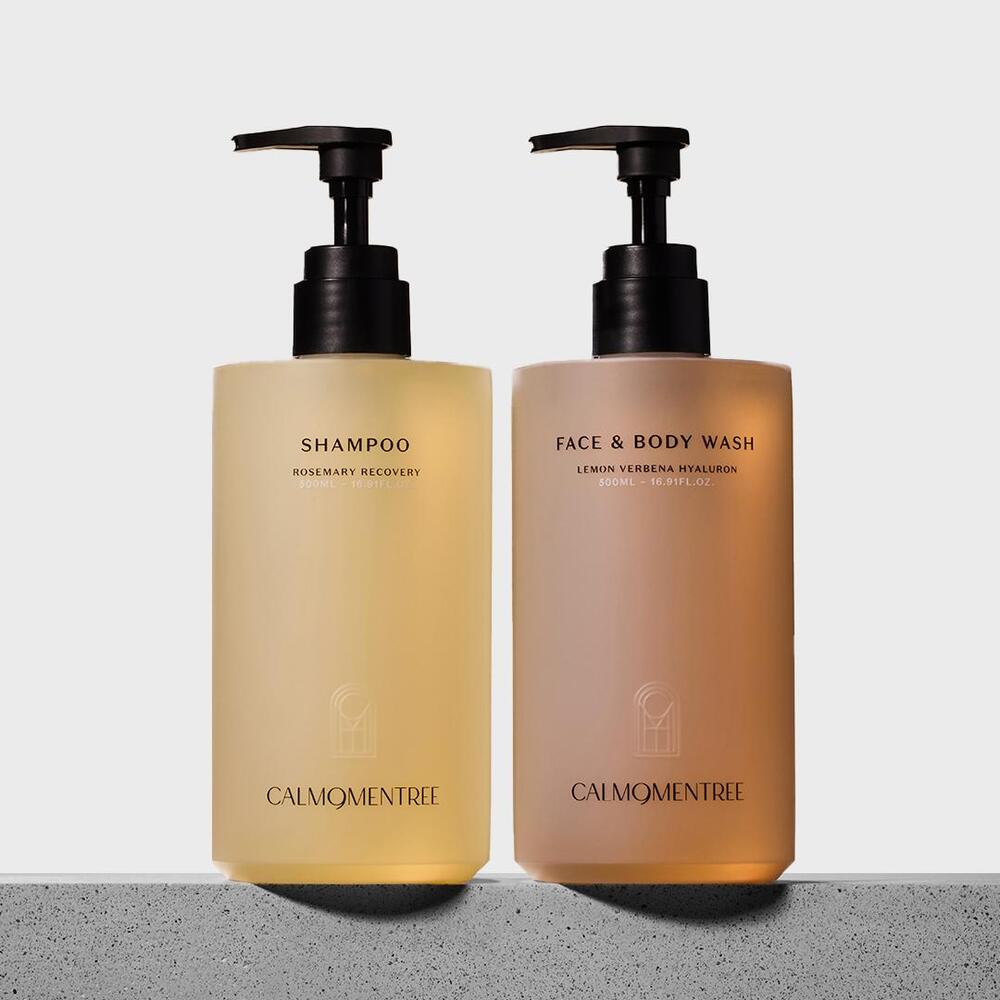 SHAMPOO
ROSEMARY RECOVERY
500ML - 16.91FL.OZ.
CALMOMENTREE
FACE & BODY WASH
LEMON VERBENA HYALURON
500ML - 16.91FL.OZ.
CALMOMENTREE